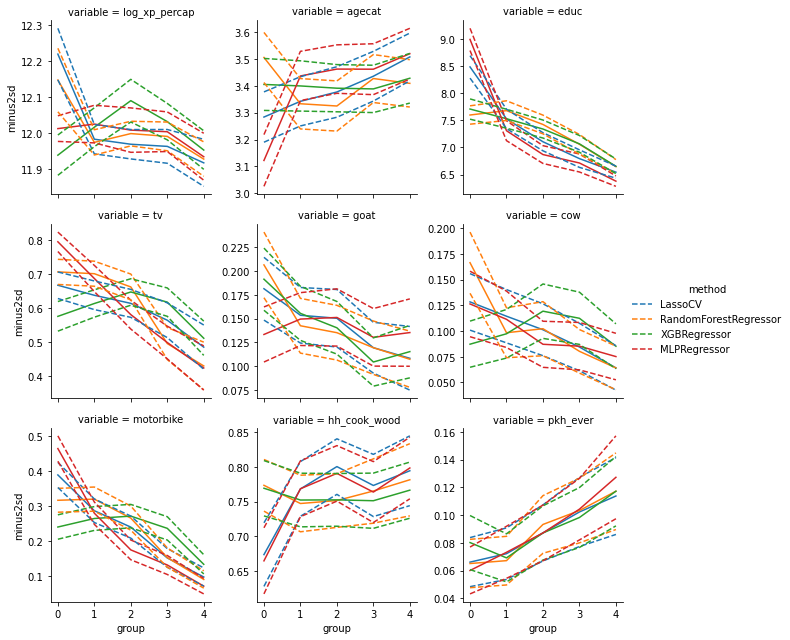 variable = log_xp_percap
variable = agecat
variable = educ
minus2sd
12.3
12.2
12.1
12.0
11.9
3.6
3.5
3.4
3.3
3.2
3.1
3.0
9.0
8.5
8.0
7.5
7.0
6.5
variable = tv
variable = goat
variable = cow
minus2sd
0.8
0.7
0.6
0.5
0.4
0.225
0.200
0.175
0.150
0.125
0.100
0.075
0.200
0.175
0.150
0.125
0.100
0.075
0.050
method
LassoCV
RandomForestRegressor
XGBRegressor
MLPRegressor
variable = motorbike
variable = hh_cook_wood
variable = pkh_ever
minus2sd
0.5
0.4
0.3
0.2
0.1
0.85
0.80
0.75
0.70
0.65
0.16
0.14
0.12
0.10
0.08
0.06
0.04
0 1 2 3 4
0 1 2 3 4
0 1 2 3 4
group
group
group